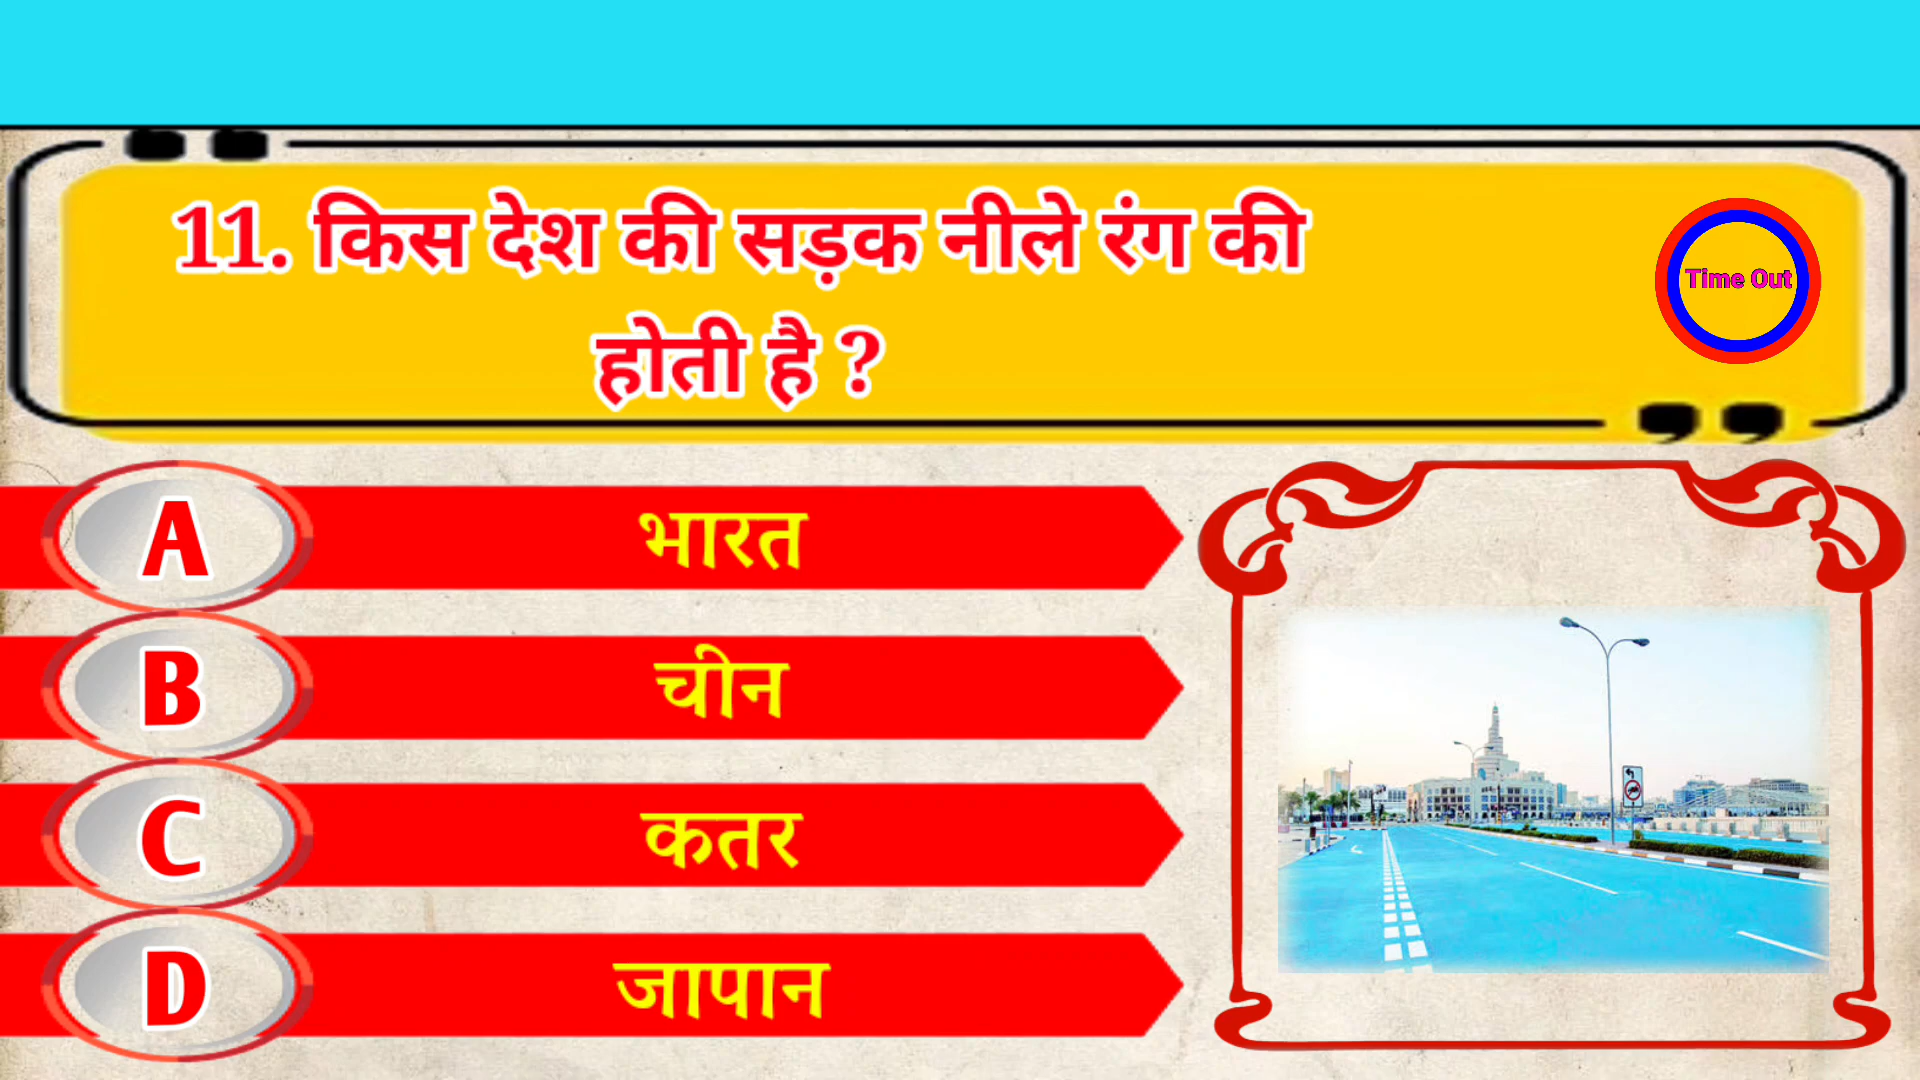 11. किस देश की सड़क नीले रंग की
होती है ?
Time Out
A
भारत
B
चीन
C
कतर
D
जापान